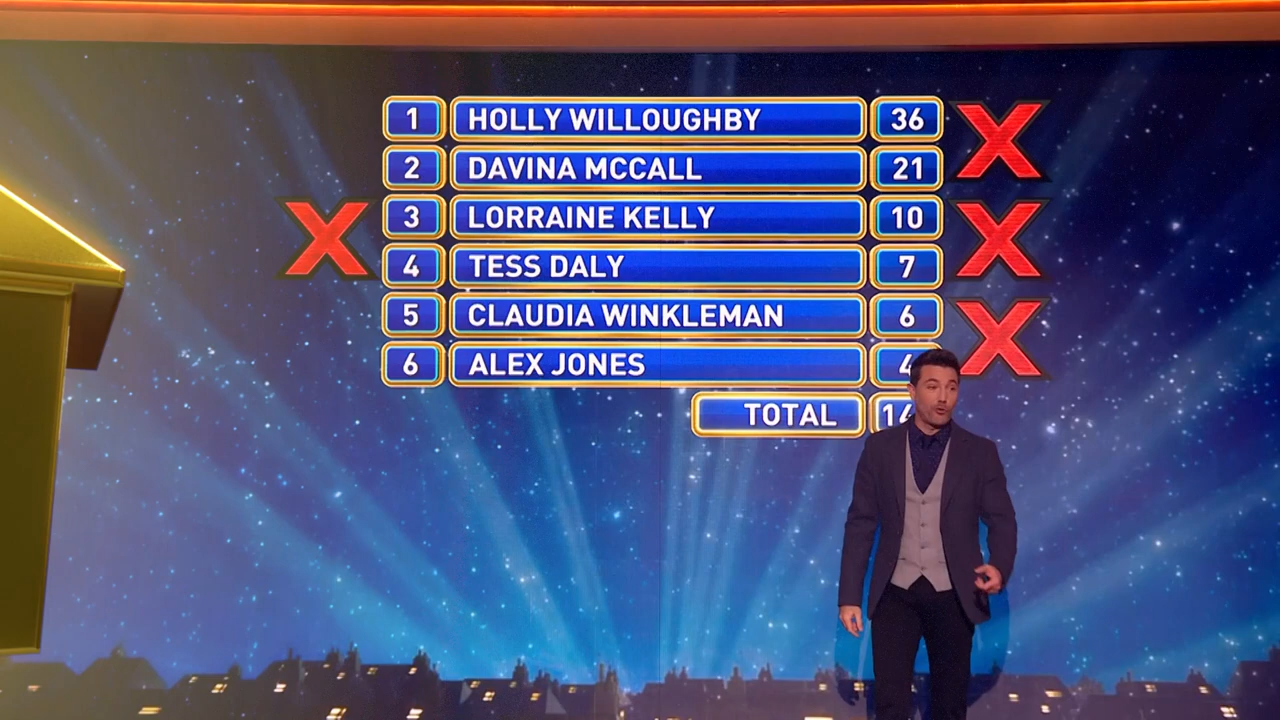 1 HOLLY WILLOUGHBY 36
2 DAVINA MCCALL 21
3 LORRAINE KELLY 10
4 TESS DALY 7
5 CLAUDIA WINKLEMAN 6
6 ALEX JONES 4
TOTAL